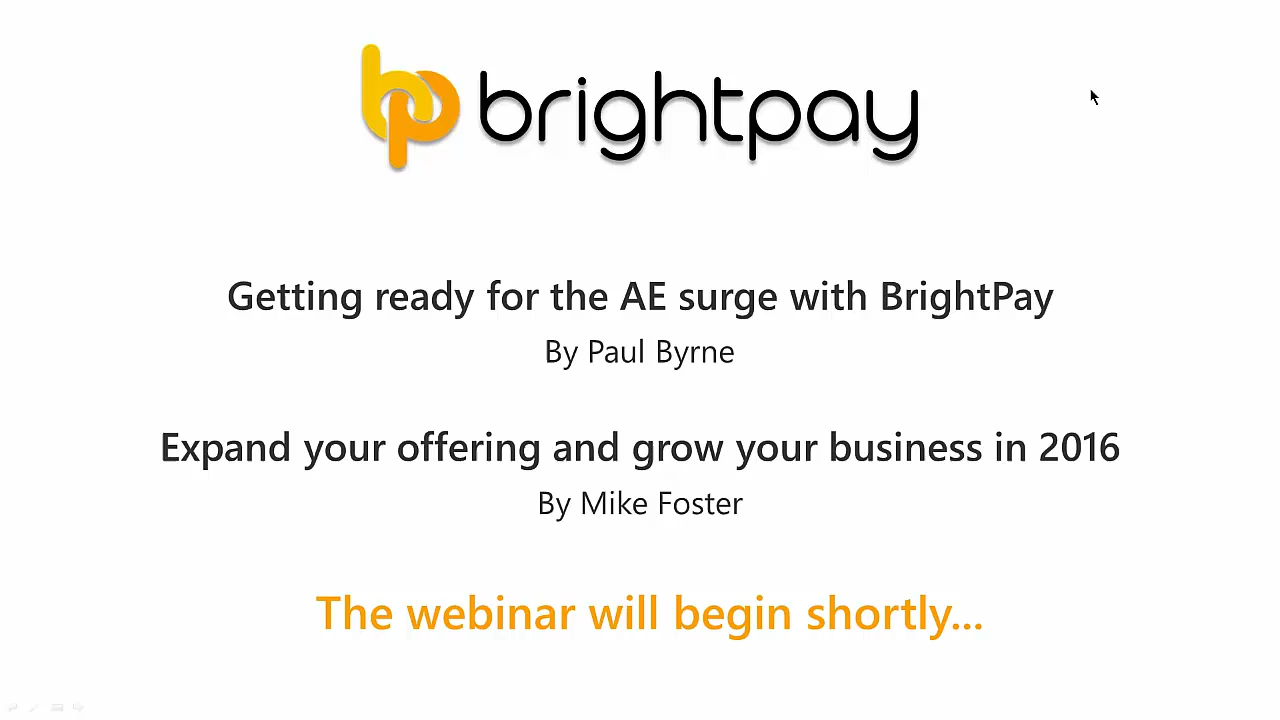 brightpay
Getting ready for the AE surge with BrightPay
By Paul Byrne
Expand your offering and grow your business in 2016
By Mike Foster
The webinar will begin shortly...